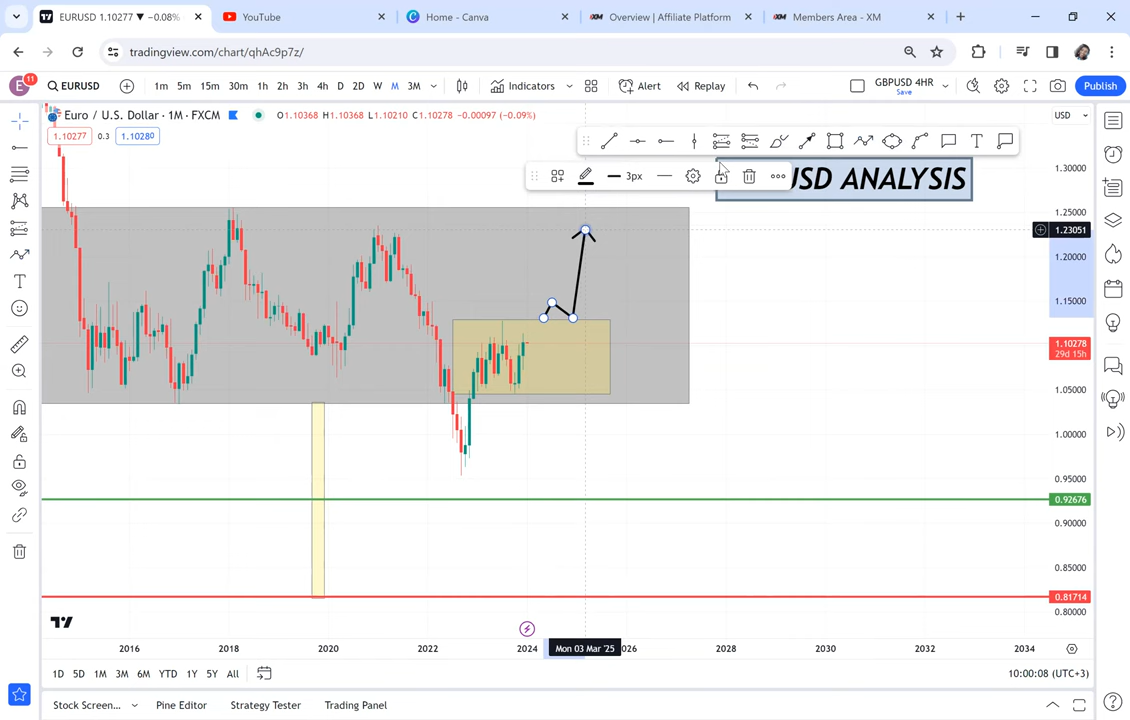 EURUSD 1.10277 ▼ −0.08%
YouTube
Home - Canva
XM
Overview | Affiliate Platform
XM
Members Area - XM
tradingview.com/chart/qhAc9p7z/
E
11
EURUSD
1m 5m 15m 30m 1h 2h 3h 4h D 2D W M 3M
Indicators
Alert
Replay
GBPUSD 4HR
Save
Publish
Euro / U.S. Dollar · 1M · FXCM
O1.10368 H1.10368 L1.10210 C1.10278 −0.00097 (−0.09%)
USD
1.10277
0.3
1.10280
3px
USD ANALYSIS
1.30000
1.25000
1.23051
1.20000
1.15000
1.10278
29d 15h
1.05000
1.00000
0.95000
0.92676
0.90000
0.85000
0.81714
0.80000
2016
2018
2020
2022
2024
Mon 03 Mar '25
026
2028
2030
2032
2034
1D 5D 1M 3M 6M YTD 1Y 5Y All
10:00:08 (UTC+3)
Stock Screen...
Pine Editor
Strategy Tester
Trading Panel